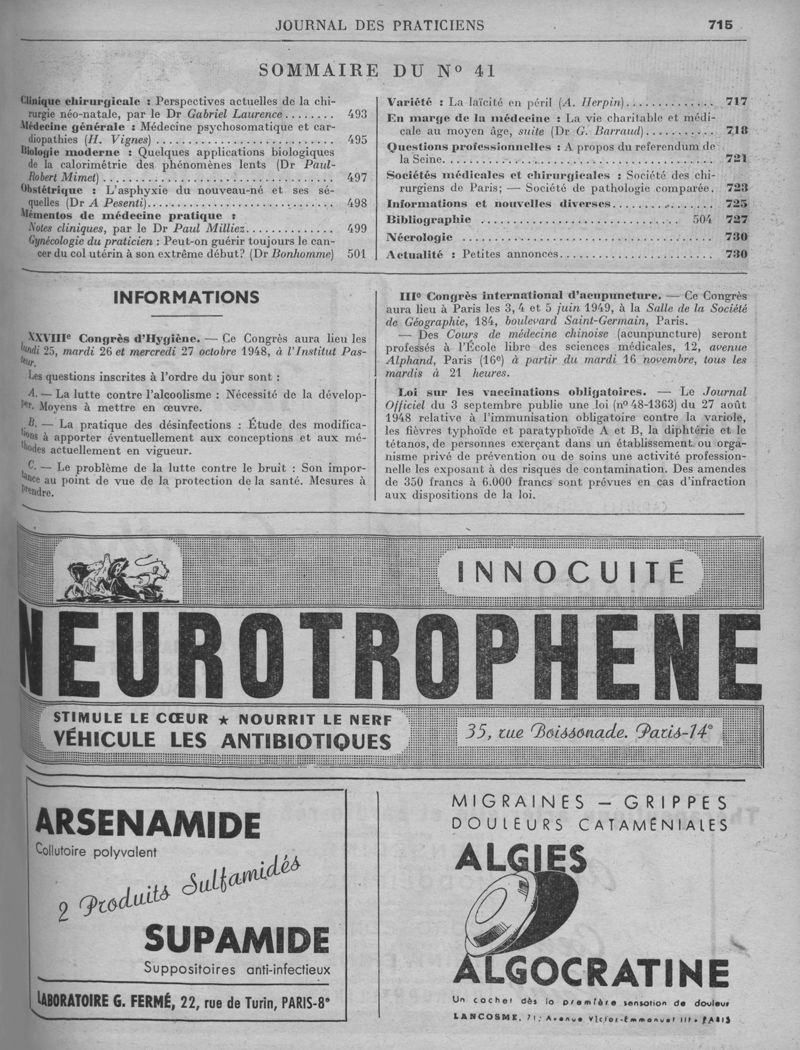 JOURNAL DES PRATICIENS 715
SOMMAIRE DU Nº 41
Clinique chirurgicale : Perspectives actuelles de la chi-
rurgie néo-natale, par le Dr Gabriel Laurence ........ 493
Médecine générale : Médecine psychosomatique et car-
diopathies (H. Vignes) ........ 495
Biologie moderne : Quelques applications biologiques
de la calorimétrie des phénomènes lents (Dr Paul-
Robert Mimet) ........ 497
Obstétrique : L'asphyxie du nouveau-né et ses sé-
quelles (Dr A Pesenti) ........ 498
Mémentos de médecine pratique :
Notes cliniques, par le Dr Paul Milliez ........ 499
Gynécologie du praticien : Peut-on guérir toujours le can-
cer du col utérin à son extrême début? (Dr Bonhomme) 501
Variété : La laïcité en péril (A. Herpin) ........ 717
En marge de la médecine : La vie charitable et médi-
cale au moyen âge, suite (Dr G. Barraud) ........ 718
Questions professionnelles : A propos du referendum de
la Seine ........ 721
Sociétés médicales et chirurgicales : Société des chi-
rurgiens de Paris; — Société de pathologie comparée. 723
Informations et nouvelles diverses ........ 725
Bibliographie ........ 504 727
Nécrologie ........ 730
Actualité : Petites annonces ........ 730
INFORMATIONS
XXVIIIe Congrès d'Hygiène. — Ce Congrès aura lieu les
lundi 25, mardi 26 et mercredi 27 octobre 1948, à l'Institut Pas-
teur.
Les questions inscrites à l'ordre du jour sont :
A. — La lutte contre l'alcoolisme : Nécessité de la dévelop-
per. Moyens à mettre en œuvre.
B. — La pratique des désinfections : Étude des modifica-
tions à apporter éventuellement aux conceptions et aux mé-
thodes actuellement en vigueur.
C. — Le problème de la lutte contre le bruit : Son impor-
tance au point de vue de la protection de la santé. Mesures à
prendre.
IIIe Congrès international d'acupuncture. — Ce Congrès
aura lieu à Paris les 3, 4 et 5 juin 1949, à la Salle de la Société
de Géographie, 184, boulevard Saint-Germain, Paris.
— Des Cours de médecine chinoise (acupuncture) seront
professés à l'École libre des sciences médicales, 12, avenue
Alphand, Paris (16e) à partir du mardi 16 novembre, tous les
mardis à 21 heures.
Loi sur les vaccinations obligatoires. — Le Journal
Officiel du 3 septembre publie une loi (nº 48-1363) du 27 août
1948 relative à l'immunisation obligatoire contre la variole,
les fièvres typhoïde et paratyphoïde A et B, la diphtérie et le
tétanos, de personnes exerçant dans un établissement ou orga-
nisme privé de prévention ou de soins une activité profession-
nelle les exposant à des risques de contamination. Des amendes
de 350 francs à 6.000 francs sont prévues en cas d'infraction
aux dispositions de la loi.
INNOCUITÉ
NEUROTROPHENE
STIMULE LE CŒUR ★ NOURRIT LE NERF
VÉHICULE LES ANTIBIOTIQUES
35, rue Boissonade. Paris-14e
ARSENAMIDE
Collutoire polyvalent
2 Produits Sulfamidés
SUPAMIDE
Suppositoires anti-infectieux
LABORATOIRE G. FERMÉ, 22, rue de Turin, PARIS-8e
MIGRAINES – GRIPPES
DOULEURS CATAMÉNIALES
ALGIES
ALGOCRATINE
Un cachet dès la première sensation de douleur
LANCOSME, 71, Avenue Victor-Emmanuel III - PARIS